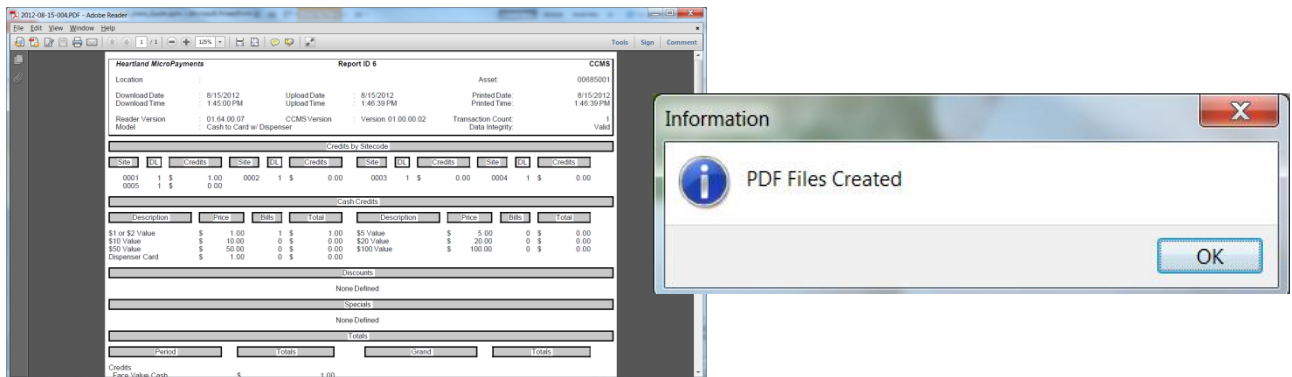 2012-08-15-004.PDF - Adobe Reader
File Edit View Window Help
1 / 1 125% Tools Sign Comment
Heartland MicroPayments Report ID 6 CCMS
Location : Asset: 00685001
Download Date : 8/15/2012 Upload Date : 8/15/2012 Printed Date: 8/15/2012
Download Time : 1:45:00 PM Upload Time : 1:46:39 PM Printed Time: 1:46:39 PM
Reader Version : 01.64.00.07 CCMS Version : Version 01.00.00.02 Transaction Count: 1
Model : Cash to Card w/ Dispenser Data Integrity: Valid
Credits by Sitecode
Site DL Credits Site DL Credits Site DL Credits Site DL Credits
0001 1 $ 1.00 0002 1 $ 0.00 0003 1 $ 0.00 0004 1 $ 0.00
0005 1 $ 0.00
Cash Credits
Description Price Bills Total Description Price Bills Total
$1 or $2 Value $ 1.00 1 $ 1.00 $5 Value $ 5.00 0 $ 0.00
$10 Value $ 10.00 0 $ 0.00 $20 Value $ 20.00 0 $ 0.00
$50 Value $ 50.00 0 $ 0.00 $100 Value $ 100.00 0 $ 0.00
Dispenser Card $ 1.00 0 $ 0.00
Discounts
None Defined
Specials
None Defined
Totals
Period Totals Grand Totals
Credits
Face Value Cash $ 1.00
Information
PDF Files Created
OK